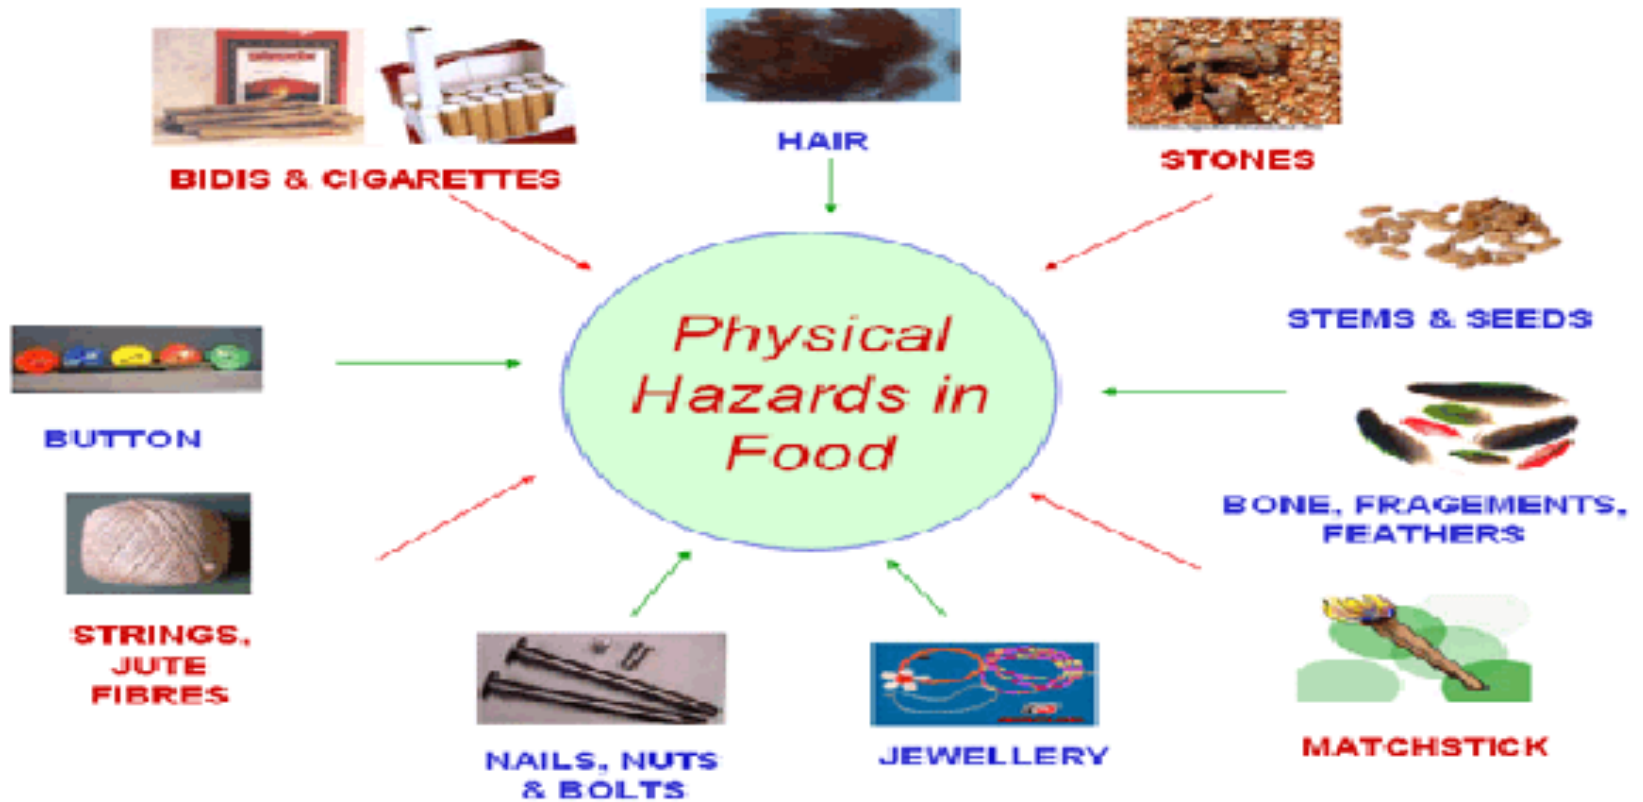 BIDIS & CIGARETTES
HAIR
STONES
STEMS & SEEDS
Physical
Hazards in
Food
BUTTON
BONE, FRAGEMENTS,
FEATHERS
STRINGS,
JUTE
FIBRES
NAILS, NUTS
& BOLTS
JEWELLERY
MATCHSTICK